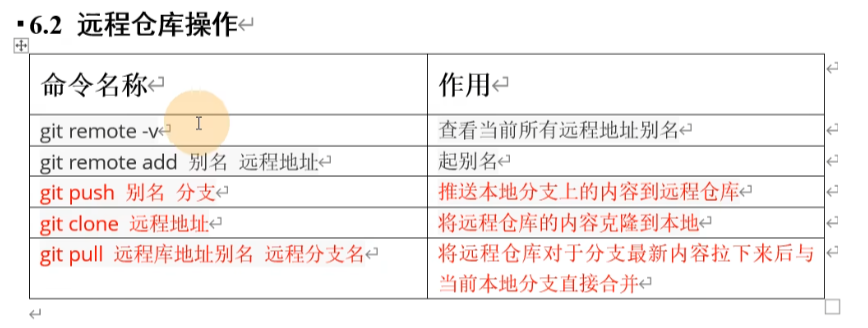 6.2 远程仓库操作
命令名称 作用
git remote -v 查看当前所有远程地址别名
git remote add 别名 远程地址 起别名
git push 别名 分支 推送本地分支上的内容到远程仓库
git clone 远程地址 将远程仓库的内容克隆到本地
git pull 远程库地址别名 远程分支名 将远程仓库对于分支最新内容拉下来后与
当前本地分支直接合并